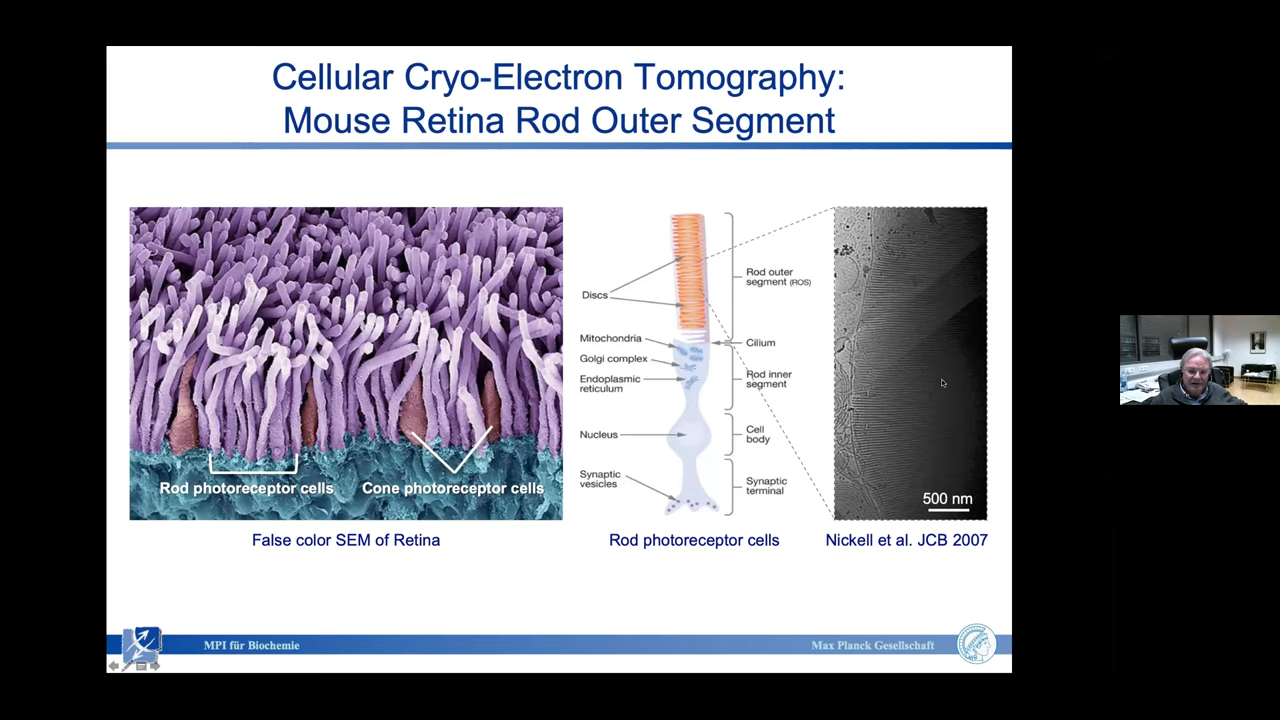 Cellular Cryo-Electron Tomography:
Mouse Retina Rod Outer Segment
Rod photoreceptor cells
Cone photoreceptor cells
False color SEM of Retina
Discs
Mitochondria
Golgi complex
Endoplasmic
reticulum
Nucleus
Synaptic
vesicles
Rod outer
segment (ROS)
Cilium
Rod inner
segment
Cell
body
Synaptic
terminal
Rod photoreceptor cells
500 nm
Nickell et al. JCB 2007
MPI für Biochemie
Max Planck Gesellschaft